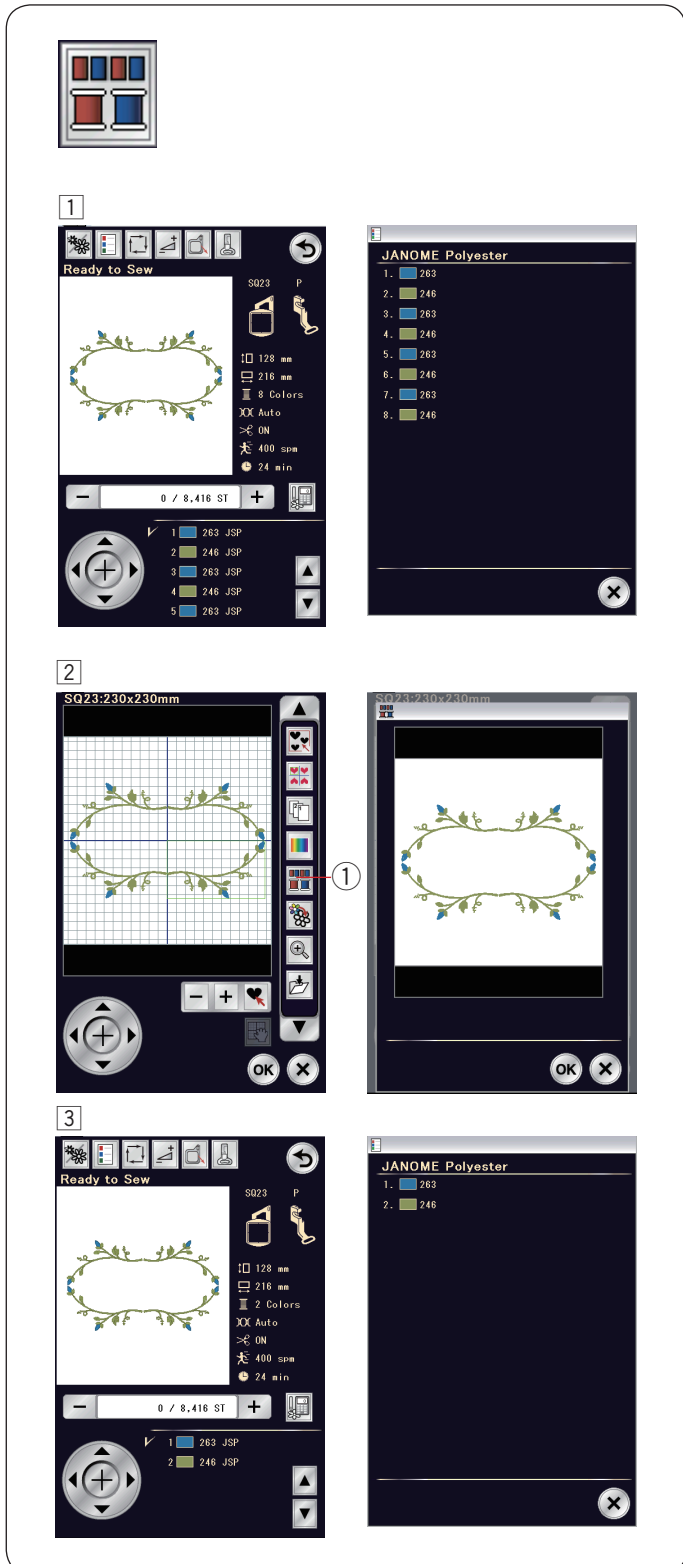 1
Ready to Sew
SQ23 P
128 mm
216 mm
8 Colors
Auto
ON
400 spm
24 min
− 0 / 8,416 ST +
1 263 JSP
2 246 JSP
3 263 JSP
4 246 JSP
5 263 JSP
JANOME Polyester
1. 263
2. 246
3. 263
4. 246
5. 263
6. 246
7. 263
8. 246
2
SQ23:230x230mm
1
− +
OK
SQ23:230x230mm
OK
3
Ready to Sew
SQ23 P
128 mm
216 mm
2 Colors
Auto
ON
400 spm
24 min
− 0 / 8,416 ST +
1 263 JSP
2 246 JSP
JANOME Polyester
1. 263
2. 246